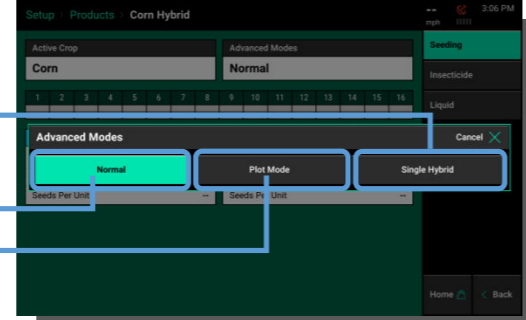 Setup > Products > Corn Hybrid
-- mph
3:06 PM
Active Crop
Corn
Advanced Modes
Normal
1 2 3 4 5 6 7 8 9 10 11 12 13 14 15 16
Advanced Modes
Cancel
Normal
Plot Mode
Single Hybrid
Seeds Per Unit --
Seeds Per Unit --
Seeding
Insecticide
Liquid
Home
< Back